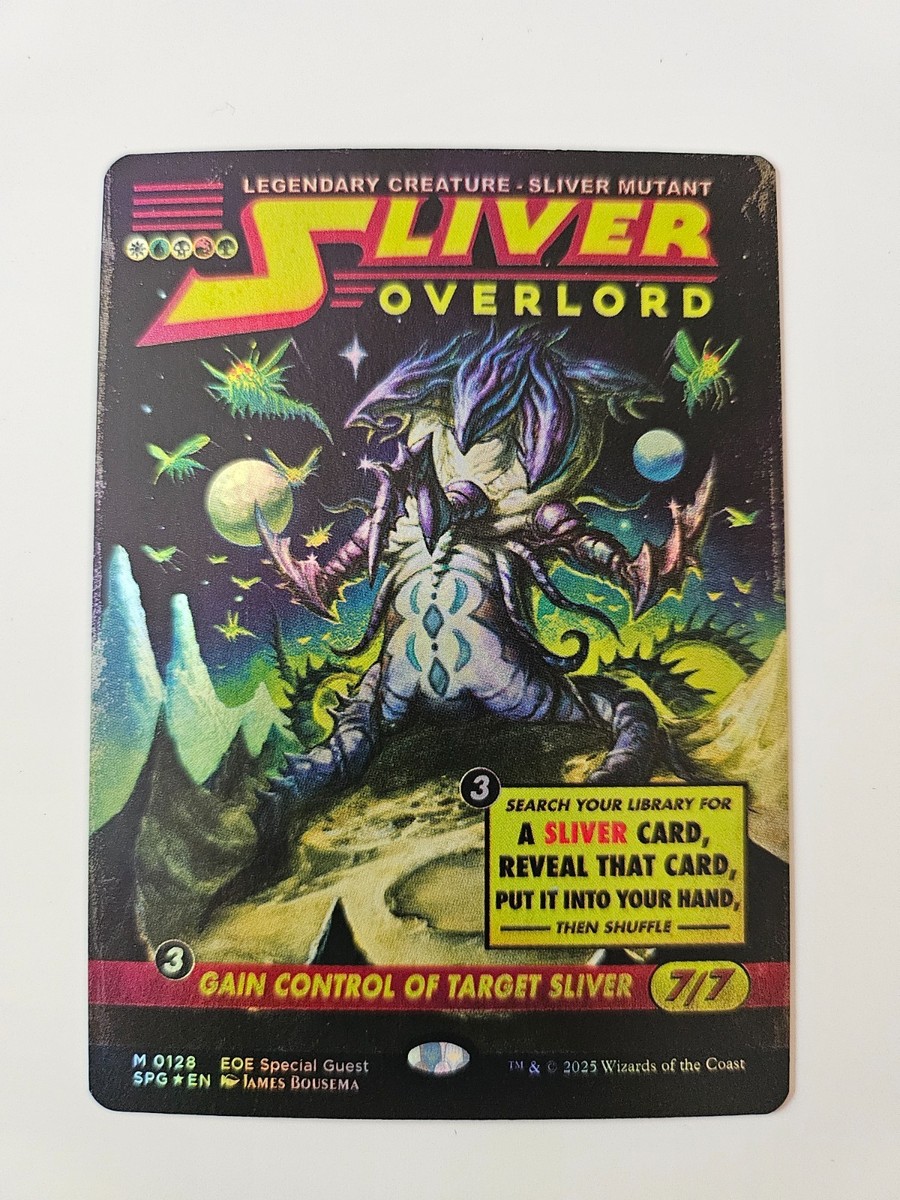 LEGENDARY CREATURE - SLIVER MUTANT
SLIVER
OVERLORD
3
SEARCH YOUR LIBRARY FOR
A SLIVER CARD,
REVEAL THAT CARD,
PUT IT INTO YOUR HAND,
THEN SHUFFLE
3
GAIN CONTROL OF TARGET SLIVER 7/7
M 0128 EOE Special Guest
SPG★EN JAMES BOUSEMA
™ & © 2025 Wizards of the Coast